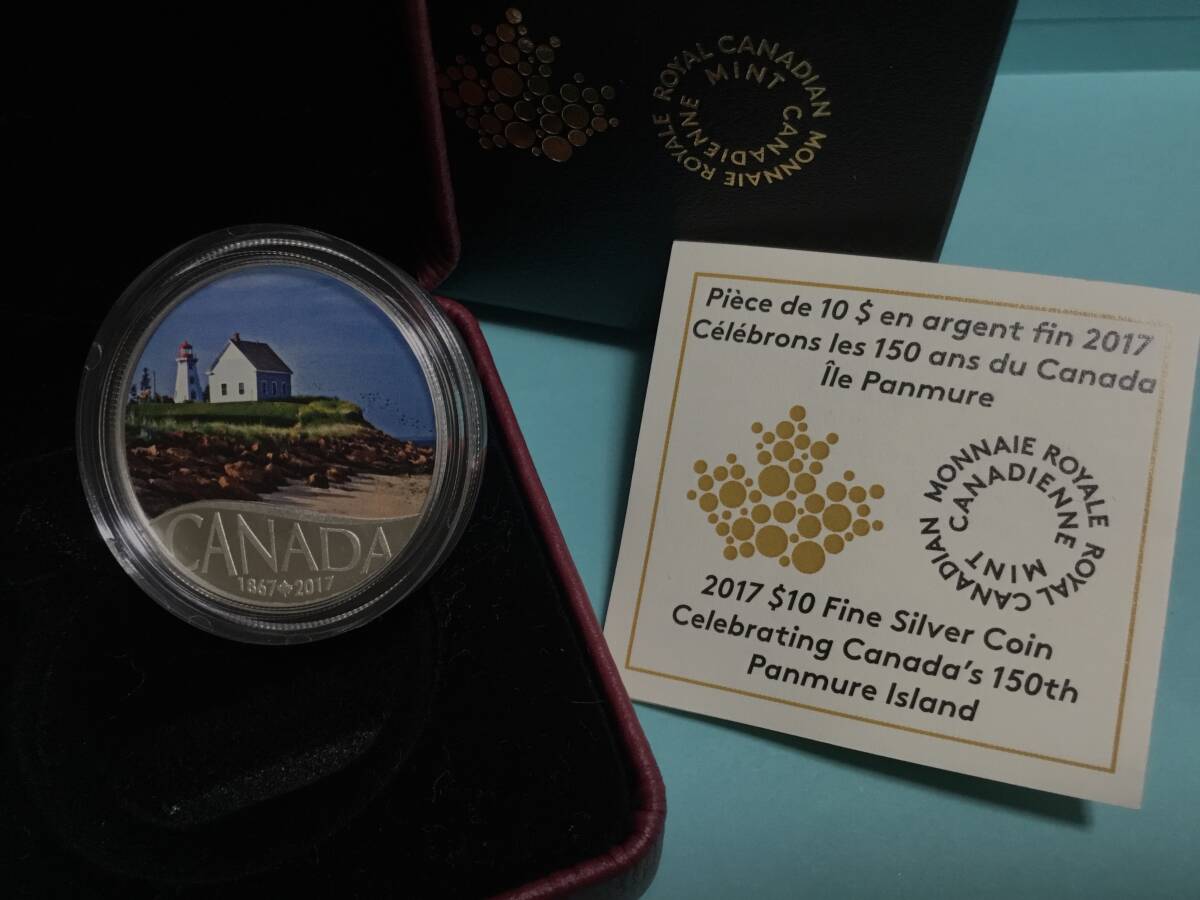 ROYAL CANADIAN MINT
MONNAIE ROYALE CANADIENNE
CANADA
1867 2017
Pièce de 10 $ en argent fin 2017
Célébrons les 150 ans du Canada
Île Panmure
MONNAIE ROYALE CANADIENNE
ROYAL CANADIAN MINT
2017 $10 Fine Silver Coin
Celebrating Canada's 150th
Panmure Island